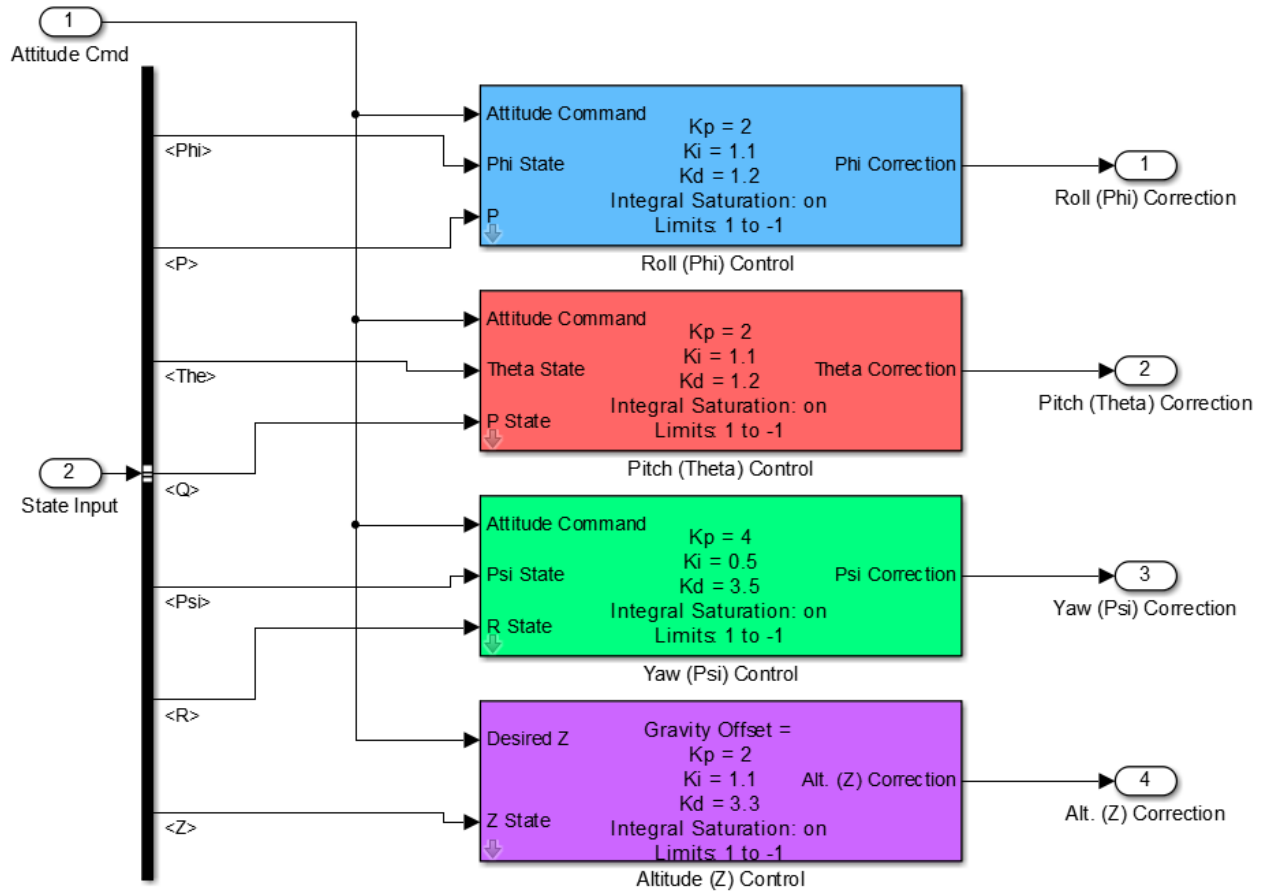 1
Attitude Cmd
<Phi>
<P>
<The>
2
State Input
<Q>
<Psi>
<R>
<Z>
Attitude Command
Phi State
P
Kp = 2
Ki = 1.1
Kd = 1.2
Integral Saturation: on
Limits: 1 to -1
Phi Correction
Roll (Phi) Control
1
Roll (Phi) Correction
Attitude Command
Theta State
P State
Kp = 2
Ki = 1.1
Kd = 1.2
Integral Saturation: on
Limits: 1 to -1
Theta Correction
Pitch (Theta) Control
2
Pitch (Theta) Correction
Attitude Command
Psi State
R State
Kp = 4
Ki = 0.5
Kd = 3.5
Integral Saturation: on
Limits: 1 to -1
Psi Correction
Yaw (Psi) Control
3
Yaw (Psi) Correction
Desired Z
Z State
Gravity Offset =
Kp = 2
Ki = 1.1
Kd = 3.3
Integral Saturation: on
Limits: 1 to -1
Alt. (Z) Correction
Altitude (Z) Control
4
Alt. (Z) Correction